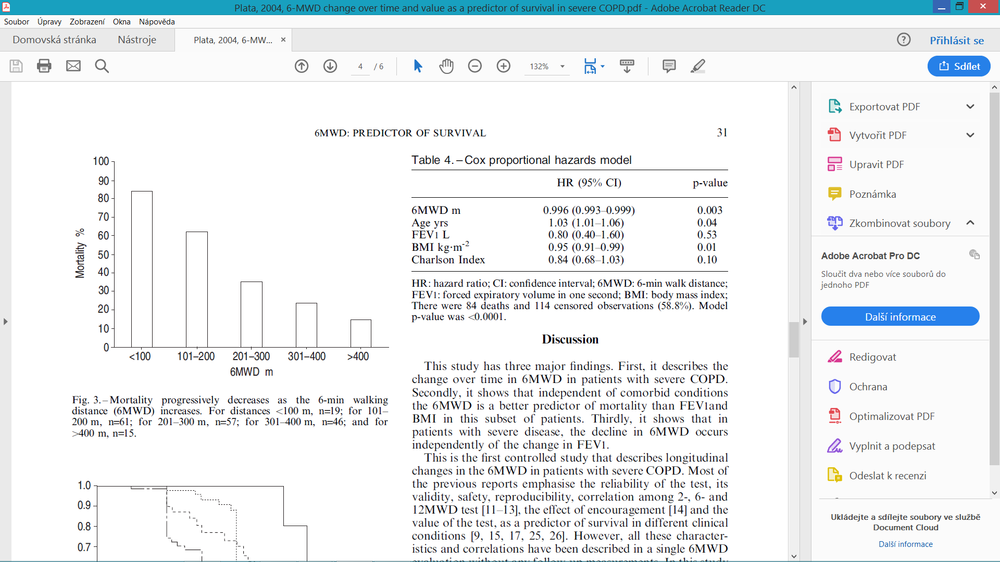 Plata, 2004, 6-MWD change over time and value as a predictor of survival in severe COPD.pdf - Adobe Acrobat Reader DC
Soubor Úpravy Zobrazení Okna Nápověda
Domovská stránka Nástroje Plata, 2004, 6-MW... × Přihlásit se
4 / 6 132% Sdílet
6MWD: PREDICTOR OF SURVIVAL 31
100
90
80
70
60
50
40
30
20
10
0
Mortality %
<100 101–200 201–300 301–400 >400
6MWD m
Fig. 3. – Mortality progressively decreases as the 6-min walking
distance (6MWD) increases. For distances <100 m, n=19; for 101–
200 m, n=61; for 201–300 m, n=57; for 301–400 m, n=46; and for
>400 m, n=15.
1.0
0.9
0.8
0.7
Table 4. – Cox proportional hazards model
HR (95% CI) p-value
6MWD m 0.996 (0.993–0.999) 0.003
Age yrs 1.03 (1.01–1.06) 0.04
FEV1 L 0.80 (0.40–1.60) 0.53
BMI kg·m-2 0.95 (0.91–0.99) 0.01
Charlson Index 0.84 (0.68–1.03) 0.10
HR: hazard ratio; CI: confidence interval; 6MWD: 6-min walk distance;
FEV1: forced expiratory volume in one second; BMI: body mass index;
There were 84 deaths and 114 censored observations (58.8%). Model
p-value was <0.0001.
Discussion
This study has three major findings. First, it describes the
change over time in 6MWD in patients with severe COPD.
Secondly, it shows that independent of comorbid conditions
the 6MWD is a better predictor of mortality than FEV1and
BMI in this subset of patients. Thirdly, it shows that in
patients with severe disease, the decline in 6MWD occurs
independently of the change in FEV1.
This is the first controlled study that describes longitudinal
changes in the 6MWD in patients with severe COPD. Most of
the previous reports emphasise the reliability of the test, its
validity, safety, reproducibility, correlation among 2-, 6- and
12MWD test [11–13], the effect of encouragement [14] and the
value of the test, as a predictor of survival in different clinical
conditions [9, 15, 17, 25, 26]. However, all these character-
istics and correlations have been described in a single 6MWD
evaluation without any follow-up measurements. In this study
Exportovat PDF
Vytvořit PDF
Upravit PDF
Poznámka
Zkombinovat soubory
Adobe Acrobat Pro DC
Sloučit dva nebo více souborů do
jednoho PDF
Další informace
Redigovat
Ochrana
Optimalizovat PDF
Vyplnit a podepsat
Odeslat k recenzi
Ukládejte a sdílejte soubory ve službě
Document Cloud
Další informace